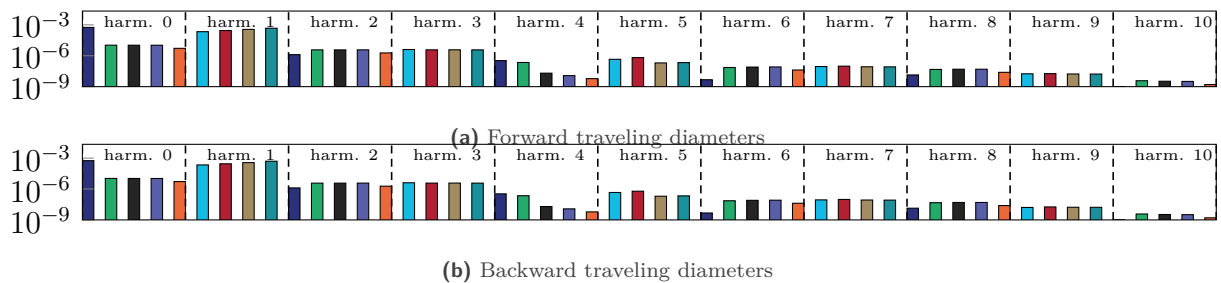 10⁻³ harm. 0 harm. 1 harm. 2 harm. 3 harm. 4 harm. 5 harm. 6 harm. 7 harm. 8 harm. 9 harm. 10
10⁻⁶
10⁻⁹
(a) Forward traveling diameters
10⁻³ harm. 0 harm. 1 harm. 2 harm. 3 harm. 4 harm. 5 harm. 6 harm. 7 harm. 8 harm. 9 harm. 10
10⁻⁶
10⁻⁹
(b) Backward traveling diameters